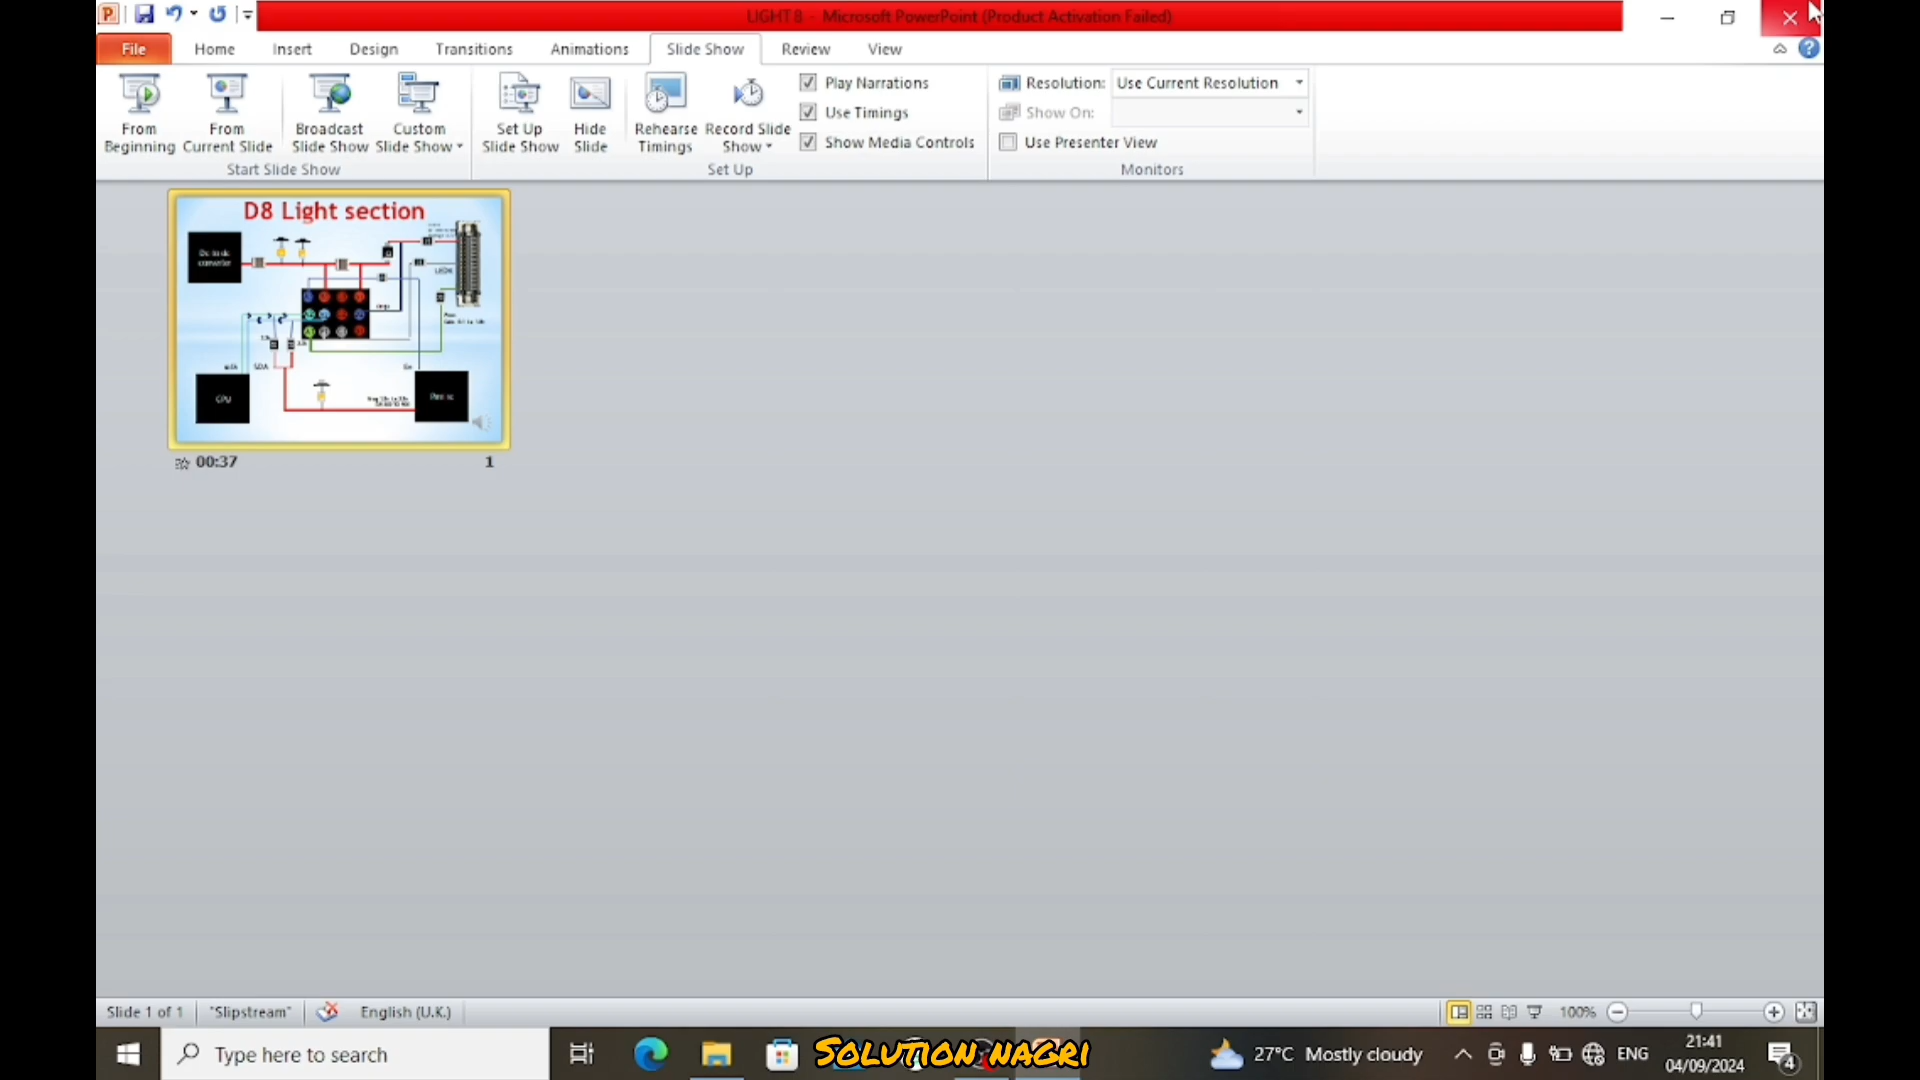 LIGHT 8 - Microsoft PowerPoint (Product Activation Failed)
File Home Insert Design Transitions Animations Slide Show Review View
From Beginning
From Current Slide
Broadcast Slide Show
Custom Slide Show
Start Slide Show
Set Up Slide Show
Hide Slide
Rehearse Timings
Record Slide Show
Play Narrations
Use Timings
Show Media Controls
Set Up
Resolution: Use Current Resolution
Show On:
Use Presenter View
Monitors
D8 Light section
CPU
SDA
00:37 1
Slide 1 of 1 "Slipstream" English (U.K.) 100%
Type here to search
Solution nagri
27°C Mostly cloudy
ENG
21:41
04/09/2024
4